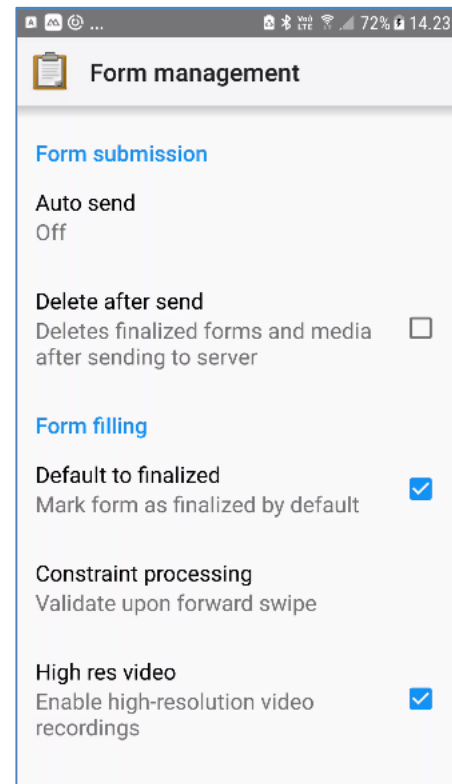 ... 72% 14.23
Form management
Form submission
Auto send
Off
Delete after send
Deletes finalized forms and media
after sending to server
Form filling
Default to finalized
Mark form as finalized by default
Constraint processing
Validate upon forward swipe
High res video
Enable high-resolution video
recordings